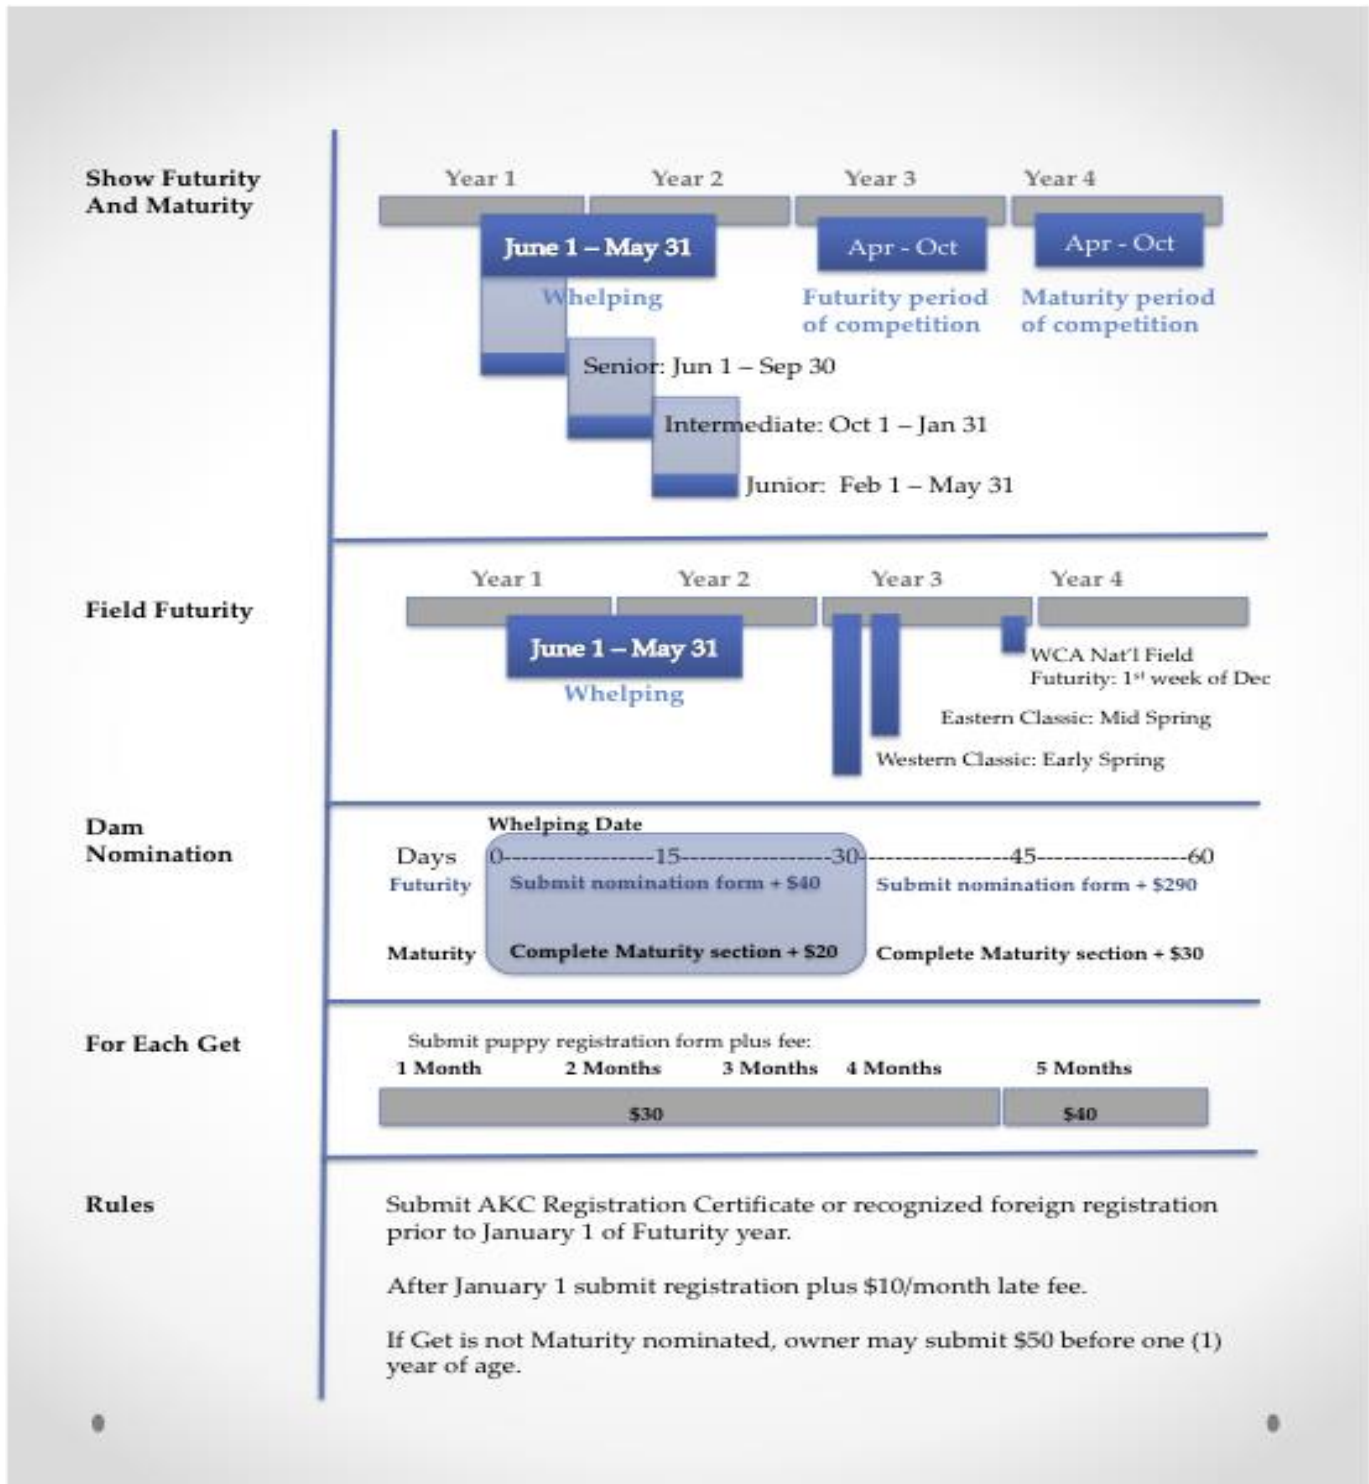 Show Futurity
And Maturity
Year 1 Year 2 Year 3 Year 4
June 1 – May 31
Apr - Oct
Apr - Oct
Whelping
Futurity period
of competition
Maturity period
of competition
Senior: Jun 1 – Sep 30
Intermediate: Oct 1 – Jan 31
Junior: Feb 1 – May 31
Field Futurity
Year 1 Year 2 Year 3 Year 4
June 1 – May 31
Whelping
WCA Nat'l Field
Futurity: 1st week of Dec
Eastern Classic: Mid Spring
Western Classic: Early Spring
Dam
Nomination
Whelping Date
Days 0------------------15------------------30------------------45------------------60
Futurity Submit nomination form + $40 Submit nomination form + $290
Maturity Complete Maturity section + $20 Complete Maturity section + $30
For Each Get
Submit puppy registration form plus fee:
1 Month 2 Months 3 Months 4 Months 5 Months
$30 $40
Rules
Submit AKC Registration Certificate or recognized foreign registration
prior to January 1 of Futurity year.
After January 1 submit registration plus $10/month late fee.
If Get is not Maturity nominated, owner may submit $50 before one (1)
year of age.